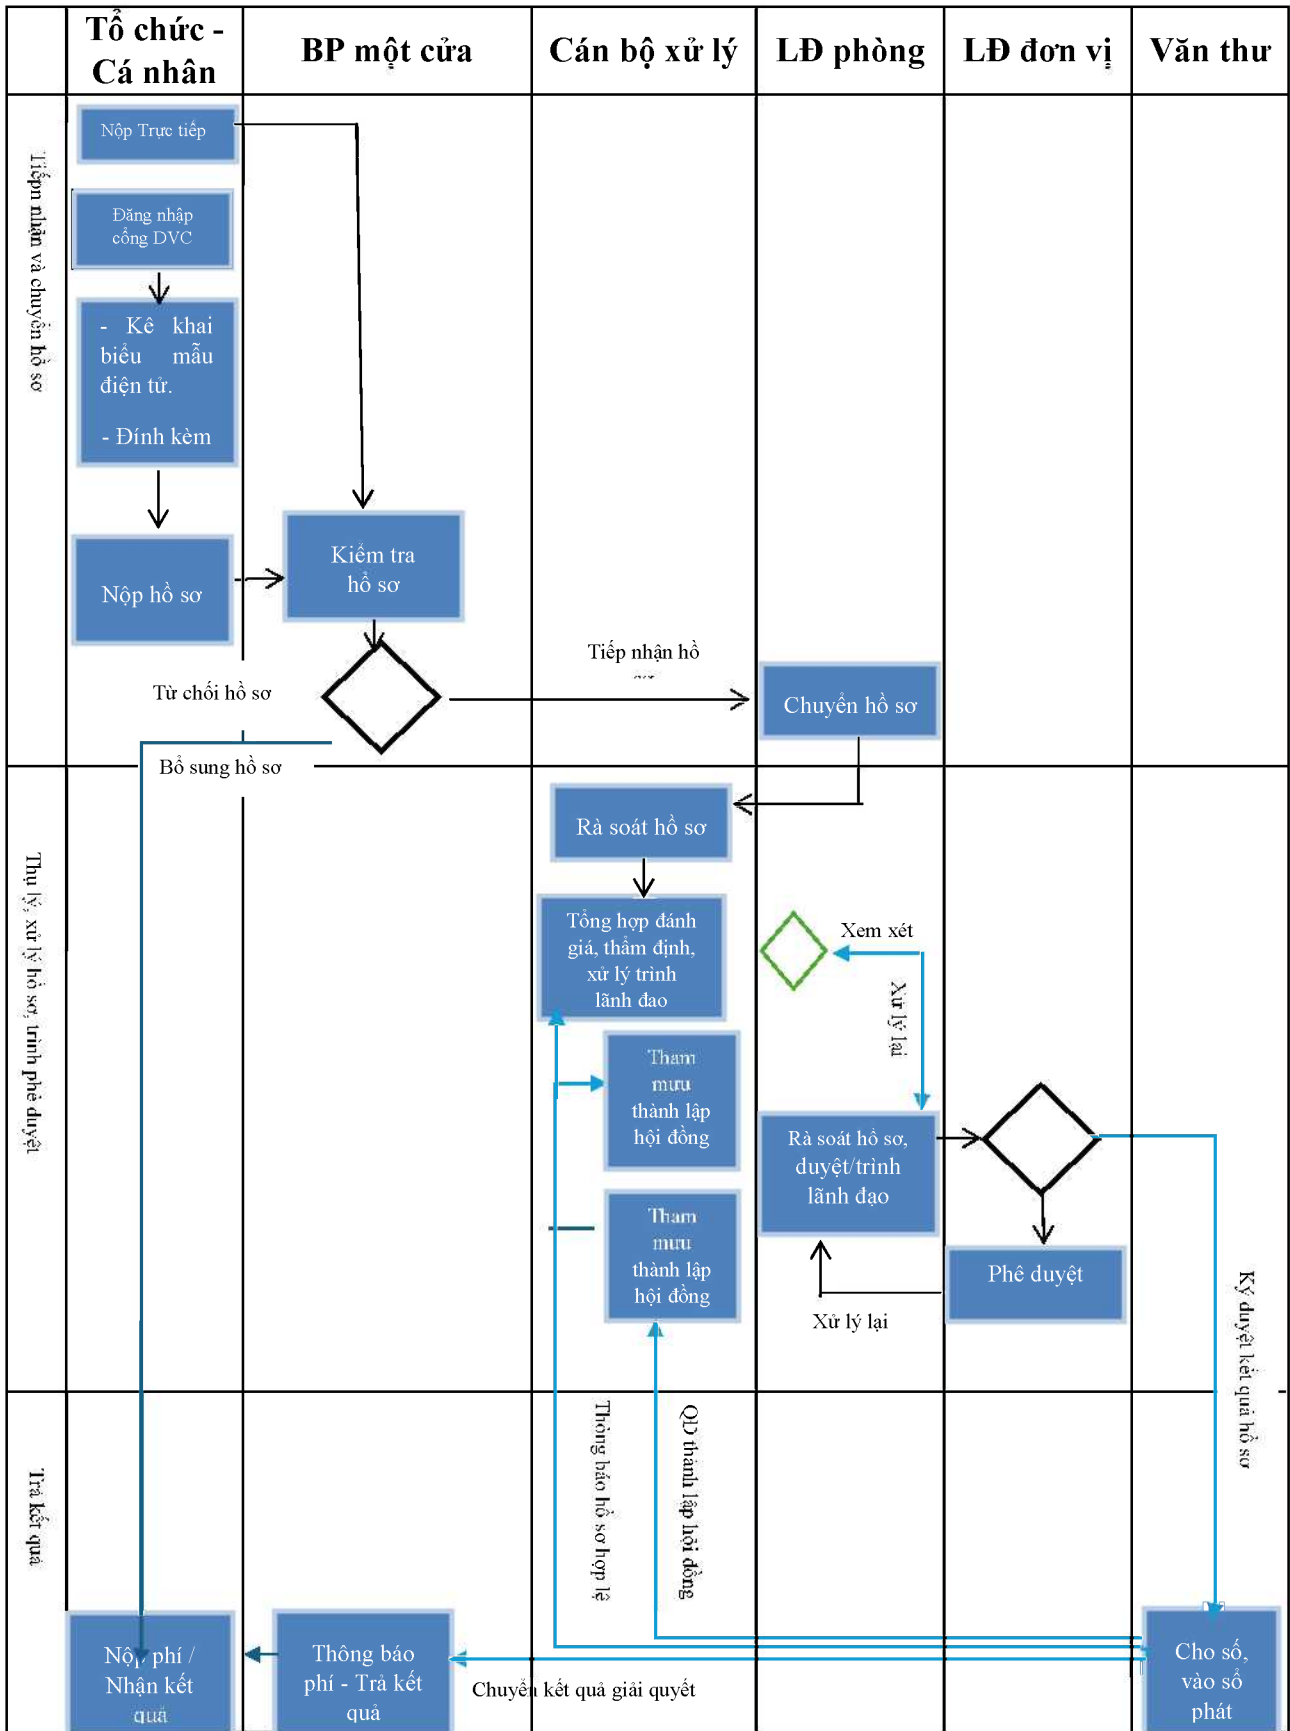 Tổ chức -
Cá nhân
BP một cửa
Cán bộ xử lý
LĐ phòng
LĐ đơn vị
Văn thư
Tiếpn nhận và chuyển hồ sơ
Nộp Trực tiếp
Đăng nhập
cổng DVC
- Kê khai
biểu mẫu
điện tử.
- Đính kèm
Nộp hồ sơ
Kiểm tra
hồ sơ
Tiếp nhận hồ
Từ chối hồ sơ
Chuyển hồ sơ
Bổ sung hồ sơ
Thụ lý, xử lý hồ sơ, trình phê duyệt
Rà soát hồ sơ
Tổng hợp đánh
giá, thẩm định,
xử lý trình
lãnh đao
Xem xét
Xử lý lại
Tham
mưu
thành lập
hội đồng
Rà soát hồ sơ,
duyệt/trình
lãnh đạo
Tham
mưu
thành lập
hội đồng
Phê duyệt
Xử lý lại
Ký duyệt kết quả hồ sơ
Trả kết quả
Thông báo hồ sơ hợp lệ
QĐ thành lập hội đồng
Nộp phí /
Nhận kết
quả
Thông báo
phí - Trả kết
quả
Chuyển kết quả giải quyết
Cho số,
vào sổ
phát